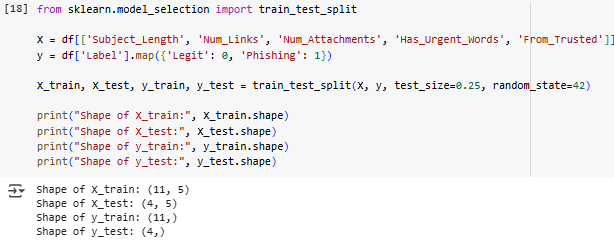 [18] from sklearn.model_selection import train_test_split
X = df[['Subject_Length', 'Num_Links', 'Num_Attachments', 'Has_Urgent_Words', 'From_Trusted']]
y = df['Label'].map({'Legit': 0, 'Phishing': 1})
X_train, X_test, y_train, y_test = train_test_split(X, y, test_size=0.25, random_state=42)
print("Shape of X_train:", X_train.shape)
print("Shape of X_test:", X_test.shape)
print("Shape of y_train:", y_train.shape)
print("Shape of y_test:", y_test.shape)
Shape of X_train: (11, 5)
Shape of X_test: (4, 5)
Shape of y_train: (11,)
Shape of y_test: (4,)